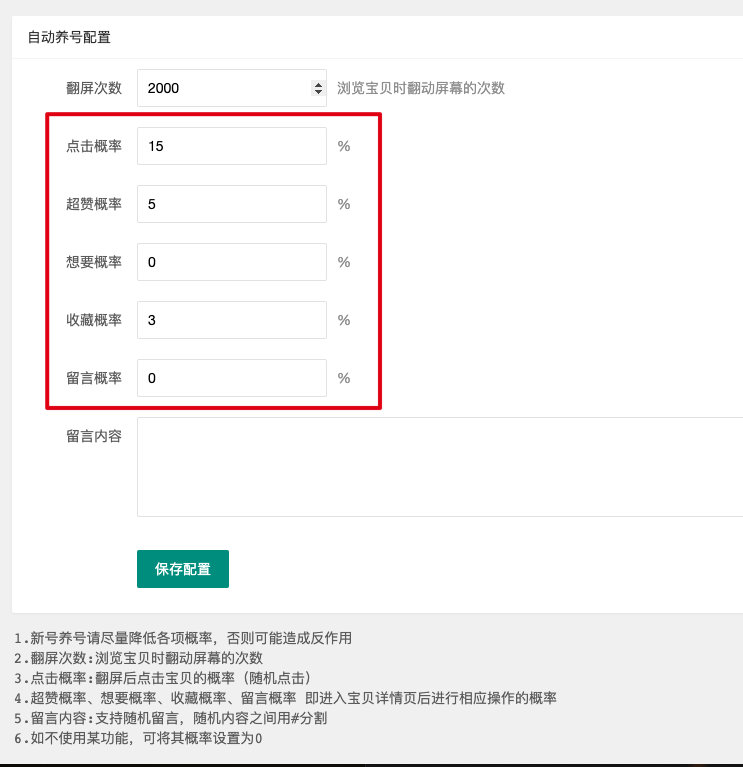 自动养号配置
翻屏次数 2000 浏览宝贝时翻动屏幕的次数
点击概率 15 %
超赞概率 5 %
想要概率 0 %
收藏概率 3 %
留言概率 0 %
留言内容
保存配置
1.新号养号请尽量降低各项概率，否则可能造成反作用
2.翻屏次数:浏览宝贝时翻动屏幕的次数
3.点击概率:翻屏后点击宝贝的概率（随机点击）
4.超赞概率、想要概率、收藏概率、留言概率 即进入宝贝详情页后进行相应操作的概率
5.留言内容:支持随机留言，随机内容之间用#分割
6.如不使用某功能，可将其概率设置为0